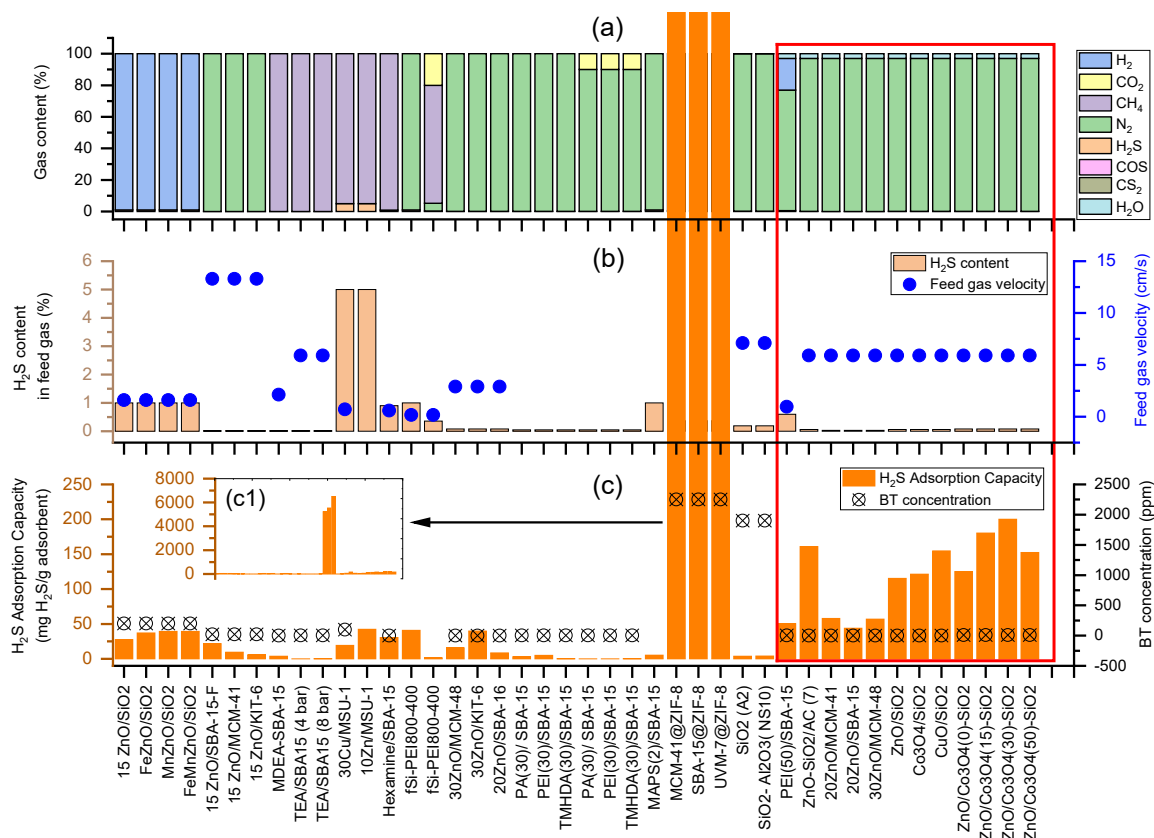 (a)
100
80
60
40
20
0
Gas content (%)
H2
CO2
CH4
N2
H2S
COS
CS2
H2O
(b)
6
5
4
3
2
1
0
H2S content
in feed gas (%)
H2S content
Feed gas velocity
15
10
5
0
Feed gas velocity (cm/s)
(c)
250
200
150
100
50
0
H2S Adsorption Capacity
(mg H2S/g adsorbent)
(c1)
8000
6000
4000
2000
0
H2S Adsorption Capacity
BT concentration
2500
2000
1500
1000
500
0
-500
BT concentration (ppm)
15 ZnO/SiO2
FeZnO/SiO2
MnZnO/SiO2
FeMnZnO/SiO2
15 ZnO/SBA-15-F
15 ZnO/MCM-41
15 ZnO/KIT-6
MDEA-SBA-15
TEA/SBA15 (4 bar)
TEA/SBA15 (8 bar)
30Cu/MSU-1
10Zn/MSU-1
Hexamine/SBA-15
fSi-PEI800-400
fSi-PEI800-400
30ZnO/MCM-48
30ZnO/KIT-6
20ZnO/SBA-16
PA(30)/ SBA-15
PEI(30)/SBA-15
TMHDA(30)/SBA-15
PA(30)/ SBA-15
PEI(30)/SBA-15
TMHDA(30)/SBA-15
MAPS(2)/SBA-15
MCM-41@ZIF-8
SBA-15@ZIF-8
UVM-7@ZIF-8
SiO2 (A2)
SiO2- Al2O3( NS10)
PEI(50)/SBA-15
ZnO-SiO2/AC (7)
20ZnO/MCM-41
20ZnO/SBA-15
30ZnO/MCM-48
ZnO/SiO2
Co3O4/SiO2
CuO/SiO2
ZnO/Co3O4(0)-SiO2
ZnO/Co3O4(15)-SiO2
ZnO/Co3O4(30)-SiO2
ZnO/Co3O4(50)-SiO2